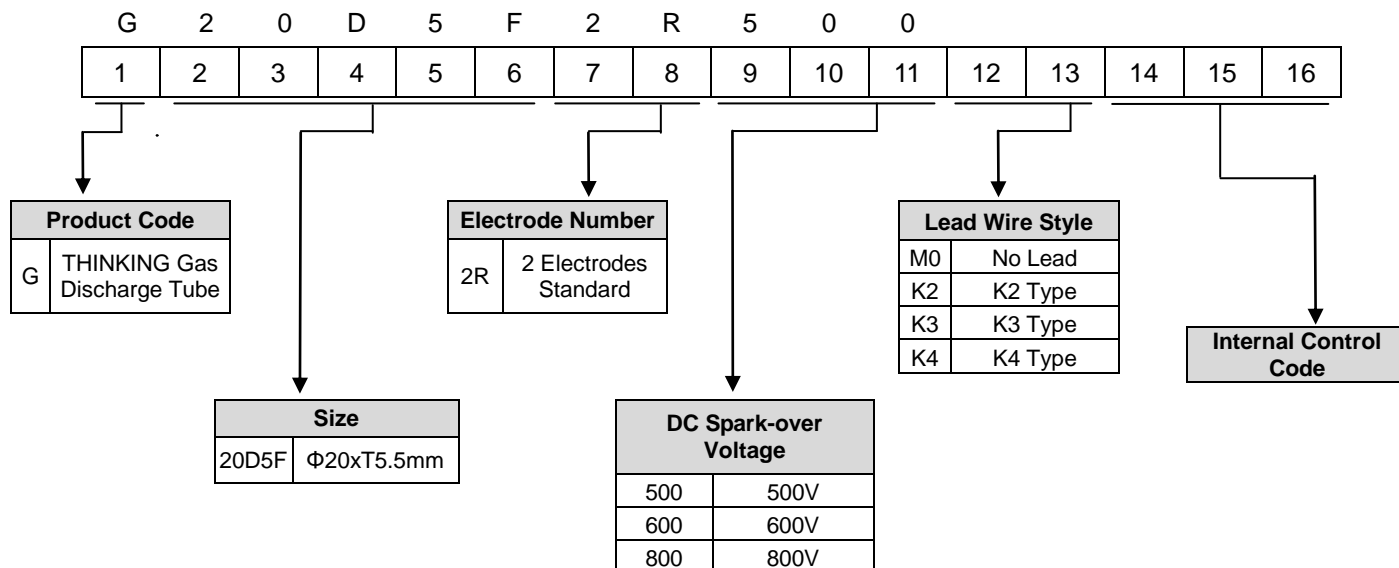 G 2 0 D 5 F 2 R 5 0 0
1 2 3 4 5 6 7 8 9 10 11 12 13 14 15 16
Product Code
G THINKING Gas
Discharge Tube
Electrode Number
2R 2 Electrodes
Standard
Lead Wire Style
M0 No Lead
K2 K2 Type
K3 K3 Type
K4 K4 Type
Internal Control
Code
Size
20D5F Φ20xT5.5mm
DC Spark-over
Voltage
500 500V
600 600V
800 800V